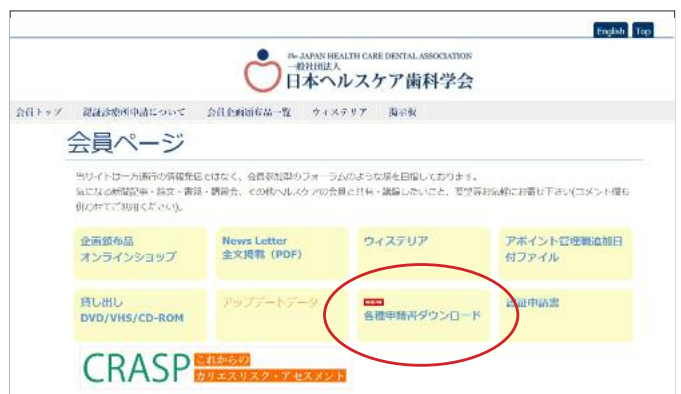 English Top
The JAPAN HEALTH CARE DENTAL ASSOCIATION
一般社団法人
日本ヘルスケア歯科学会
会員トップ 認証診療所申請について 会員企画頒布品一覧 ウィステリア 掲示板
会員ページ
当サイトは一方通行の情報発信ではなく、会員参加型のフォーラムのような場を目指しております。
気になる新聞記事・論文・書籍・講習会、その他ヘルスケアの会員と共有・議論したいこと、要望等お気軽にお寄せ下さい(コメント欄も
併わせてご利用ください)。
企画頒布品
オンラインショップ
News Letter
全文掲載（PDF）
ウィステリア
アポイント管理職追加日
付ファイル
貸し出し
DVD/VHS/CD-ROM
アップデートデータ
各種申請書ダウンロード
認証申請書
CRASP これからの
カリエスリスク・アセスメント